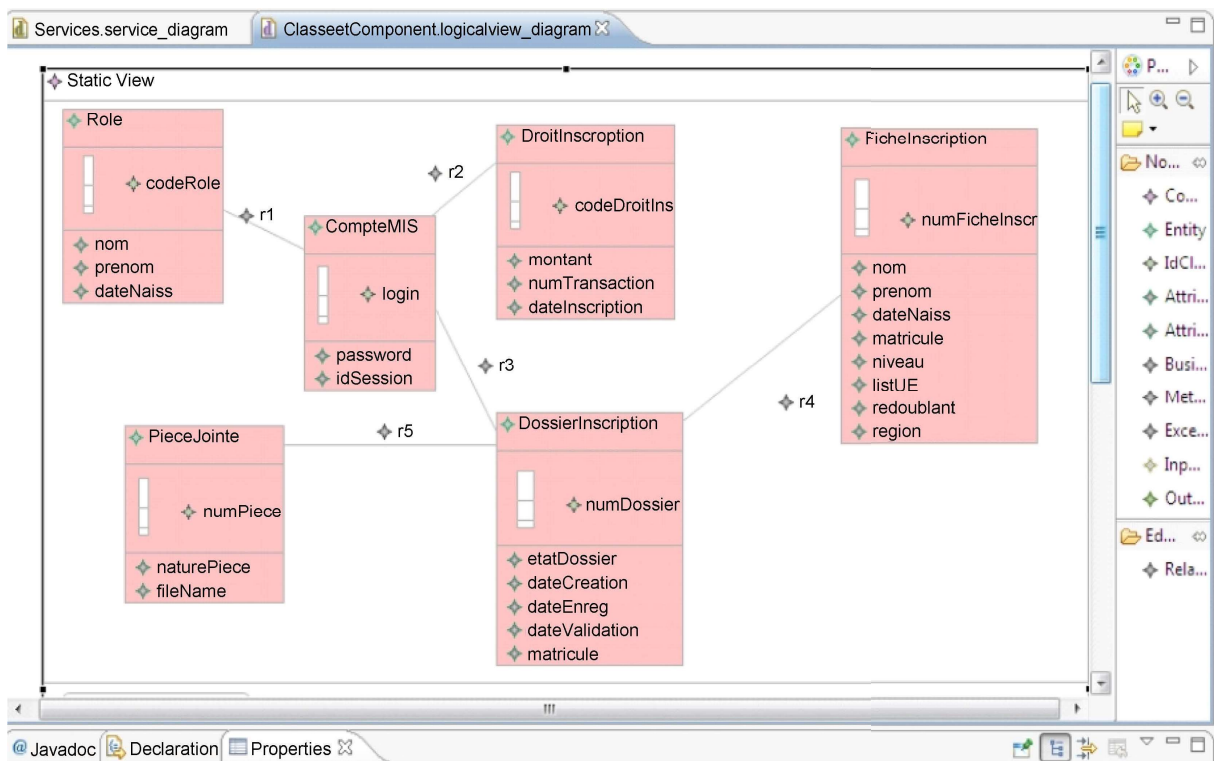 Services.service_diagram
ClasseetComponent.logicalview_diagram
Static View
Role
codeRole
nom
prenom
dateNaiss
r1
CompteMIS
login
password
idSession
r2
DroitInscroption
codeDroitIns
montant
numTransaction
dateInscription
r3
FicheInscription
numFicheInscr
nom
prenom
dateNaiss
matricule
niveau
listUE
redoublant
region
r4
r5
PieceJointe
numPiece
naturePiece
fileName
DossierInscription
numDossier
etatDossier
dateCreation
dateEnreg
dateValidation
matricule
P...
No...
Co...
Entity
IdCl...
Attri...
Attri...
Busi...
Met...
Exce...
Inp...
Out...
Ed...
Rela...
@ Javadoc
Declaration
Properties